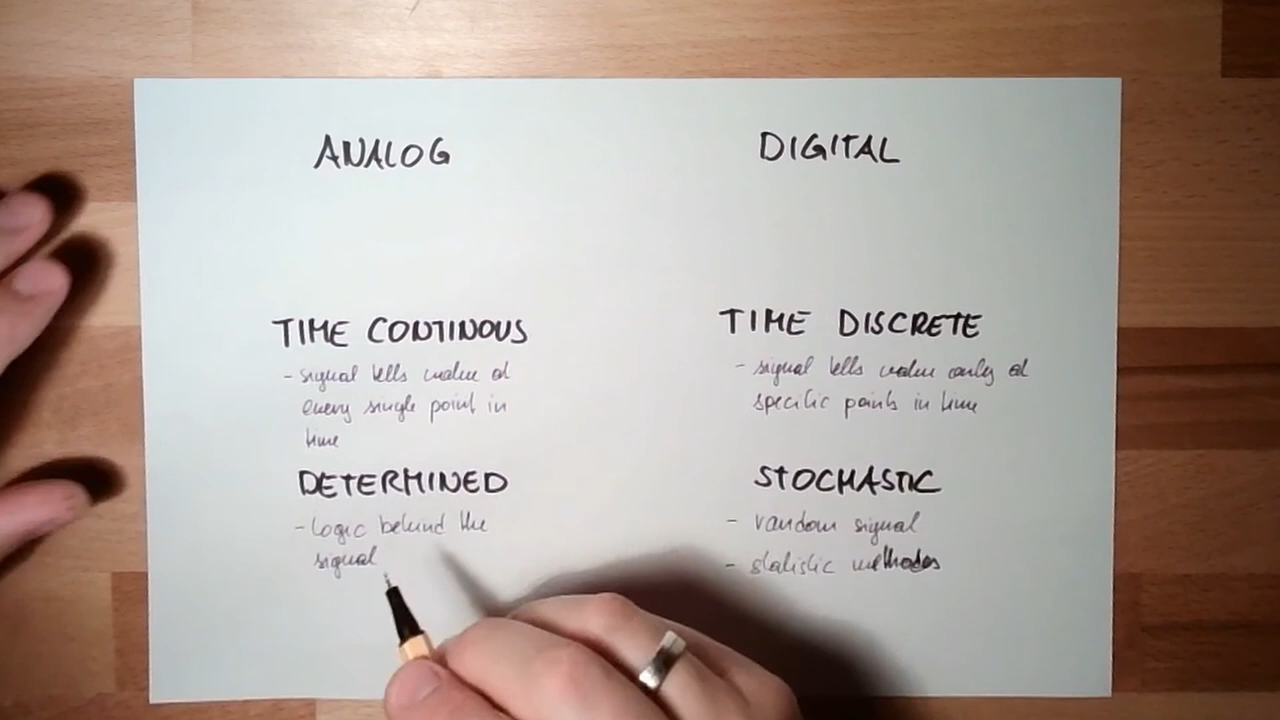 ANALOG
DIGITAL
TIME CONTINOUS
- signal tells value at
every single point in
time
TIME DISCRETE
- signal tells value only at
specific points in time
DETERMINED
- logic behind the
signal
STOCHASTIC
- random signal
- statistic methodes